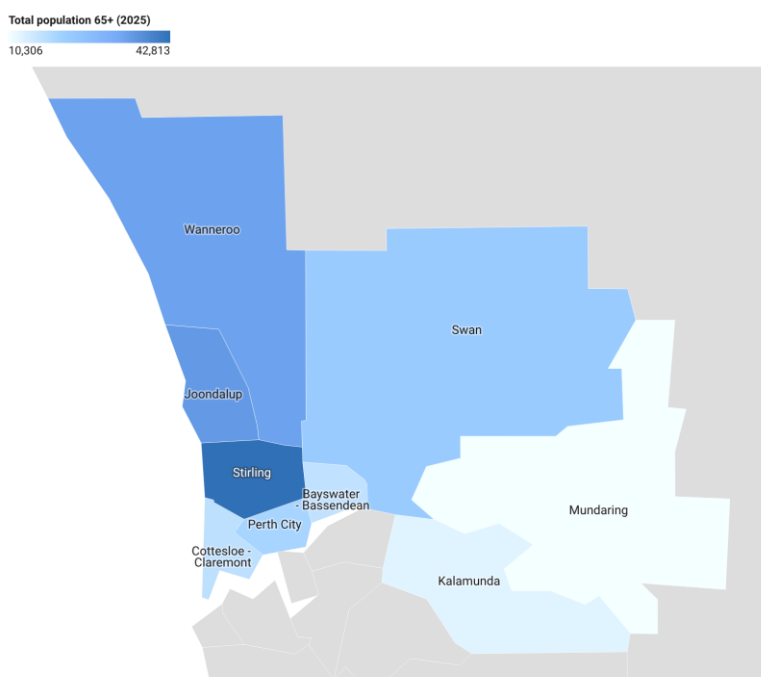 Total population 65+ (2025)
10,306 42,813
Wanneroo
Swan
Joondalup
Stirling
Bayswater
- Bassendean
Perth City
Mundaring
Cottesloe -
Claremont
Kalamunda